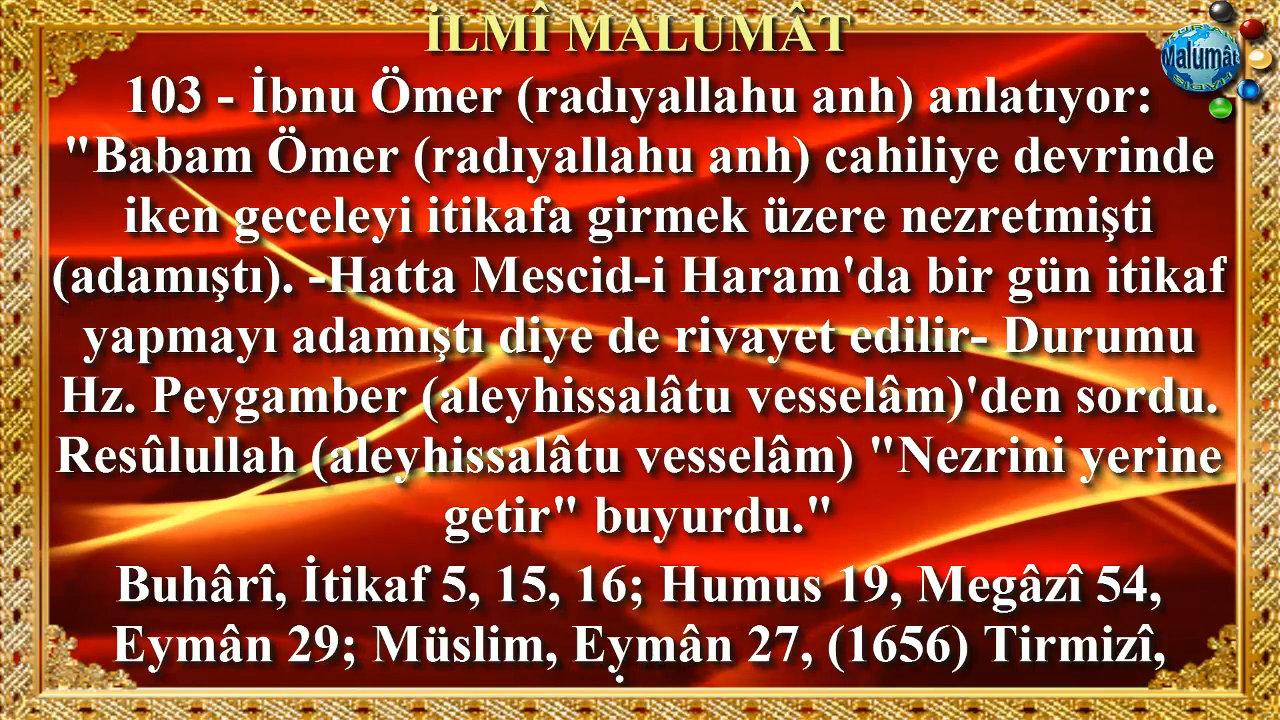 İLMÎ MALUMÂT
Malumât
103 - İbnu Ömer (radıyallahu anh) anlatıyor:
"Babam Ömer (radıyallahu anh) cahiliye devrinde
iken geceleyi itikafa girmek üzere nezretmişti
(adamıştı). -Hatta Mescid-i Haram'da bir gün itikaf
yapmayı adamıştı diye de rivayet edilir- Durumu
Hz. Peygamber (aleyhissalâtu vesselâm)'den sordu.
Resûlullah (aleyhissalâtu vesselâm) "Nezrini yerine
getir" buyurdu."
Buhârî, İtikaf 5, 15, 16; Humus 19, Megâzî 54,
Eymân 29; Müslim, Eymân 27, (1656) Tirmizî,